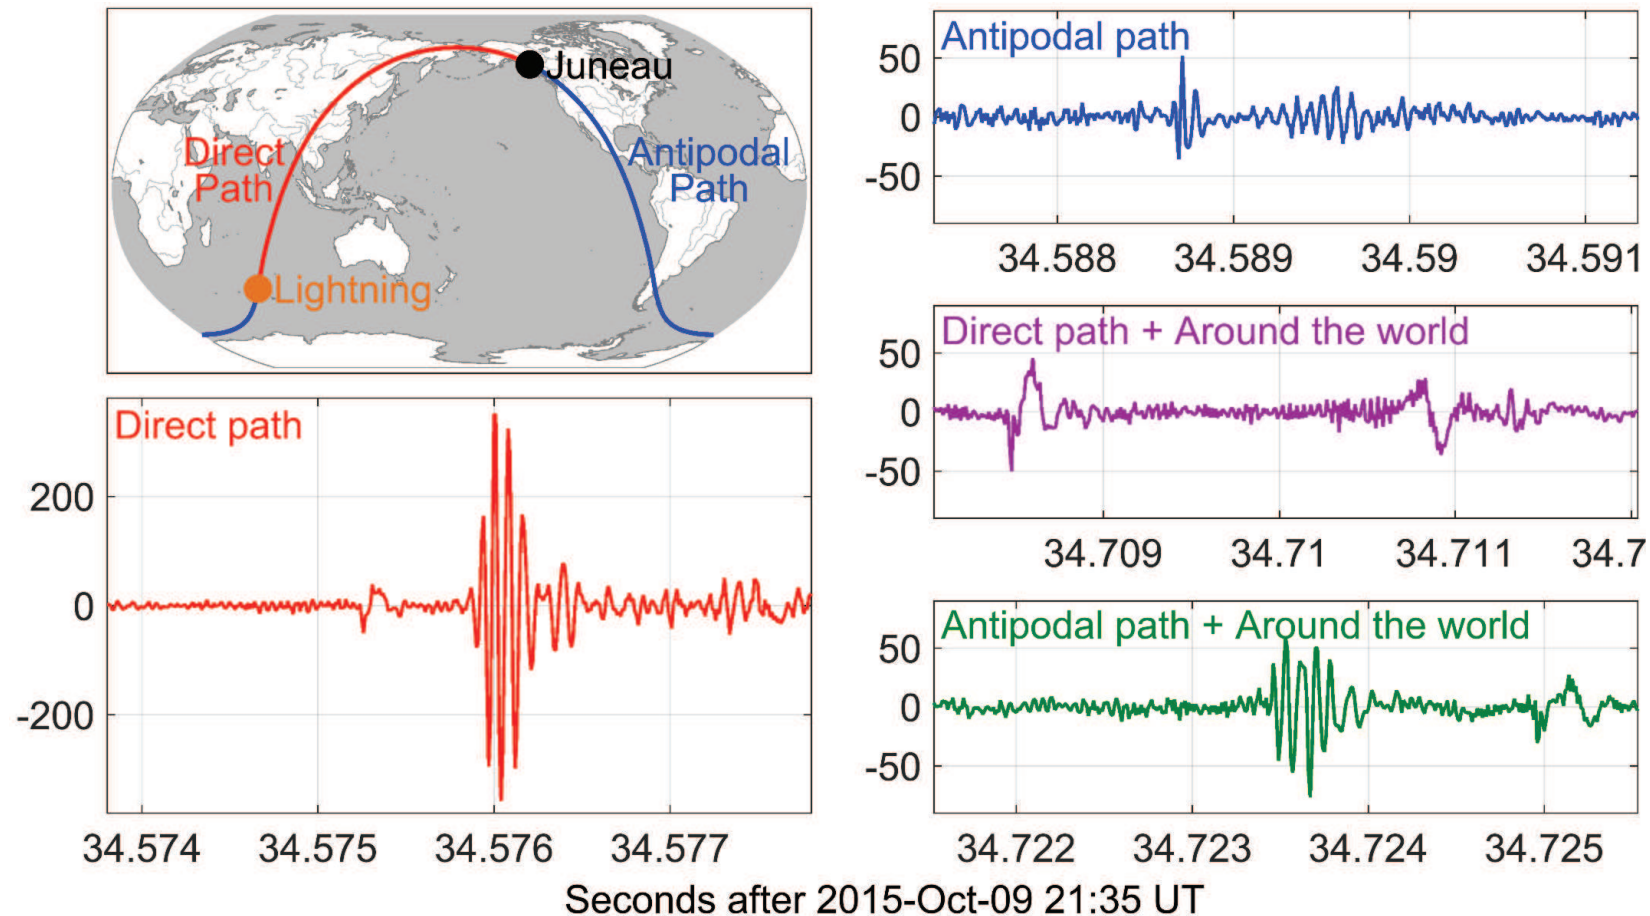 Juneau
Direct
Path
Antipodal
Path
Lightning
Direct path
200
0
-200
34.574 34.575 34.576 34.577
Antipodal path
50
0
-50
34.588 34.589 34.59 34.591
Direct path + Around the world
50
0
-50
34.709 34.71 34.711 34.7
Antipodal path + Around the world
50
0
-50
34.722 34.723 34.724 34.725
Seconds after 2015-Oct-09 21:35 UT